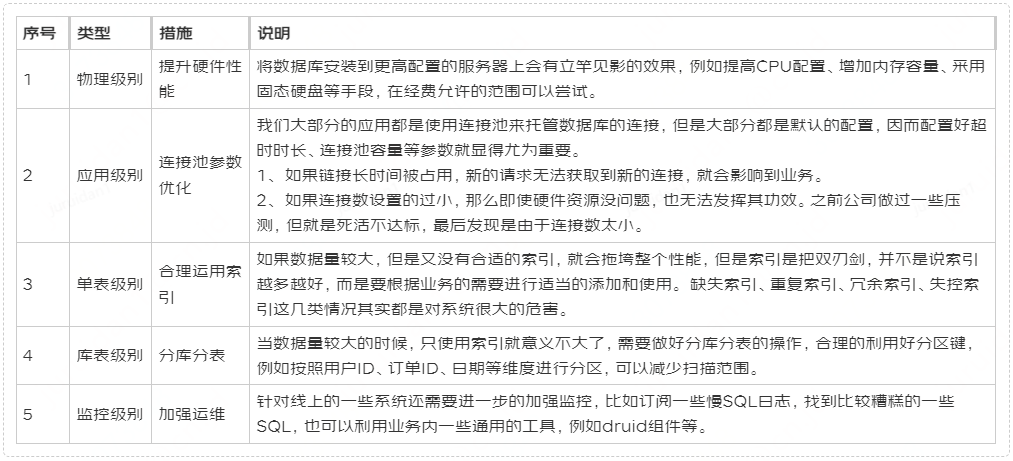 序号 类型 措施 说明
1 物理级别 提升硬件性能 将数据库安装到更高配置的服务器上会有立竿见影的效果，例如提高CPU配置、增加内存容量、采用
固态硬盘等手段，在经费允许的范围可以尝试。
2 应用级别 连接池参数优化 我们大部分的应用都是使用连接池来托管数据库的连接，但是大部分都是默认的配置，因而配置好超
时时长、连接池容量等参数就显得尤为重要。
1、如果链接长时间被占用，新的请求无法获取到新的连接，就会影响到业务。
2、如果连接数设置的过小，那么即使硬件资源没问题，也无法发挥其功效。之前公司做过一些压
测，但就是死活不达标，最后发现是由于连接数太小。
3 单表级别 合理运用索引 如果数据量较大，但是又没有合适的索引，就会拖垮整个性能，但是索引是把双刃剑，并不是说索引
越多越好，而是要根据业务的需要进行适当的添加和使用。缺失索引、重复索引、冗余索引、失控索
引这几类情况其实都是对系统很大的危害。
4 库表级别 分库分表 当数据量较大的时候，只使用索引就意义不大了，需要做好分库分表的操作，合理的利用好分区键，
例如按照用户ID、订单ID、日期等维度进行分区，可以减少扫描范围。
5 监控级别 加强运维 针对线上的一些系统还需要进一步的加强监控，比如订阅一些慢SQL日志，找到比较糟糕的一些
SQL，也可以利用业务内一些通用的工具，例如druid组件等。